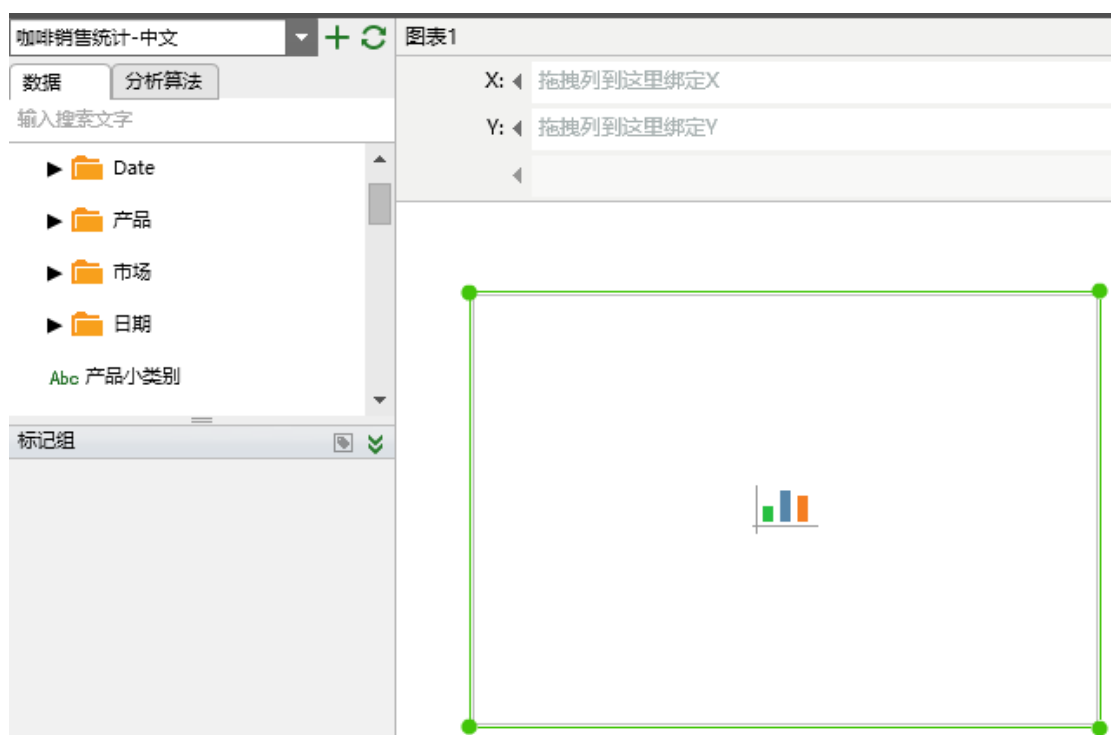 咖啡销售统计-中文
图表1
数据
分析算法
X:
拖拽列到这里绑定X
输入搜索文字
Y:
拖拽列到这里绑定Y
Date
产品
市场
日期
Abc 产品小类别
标记组